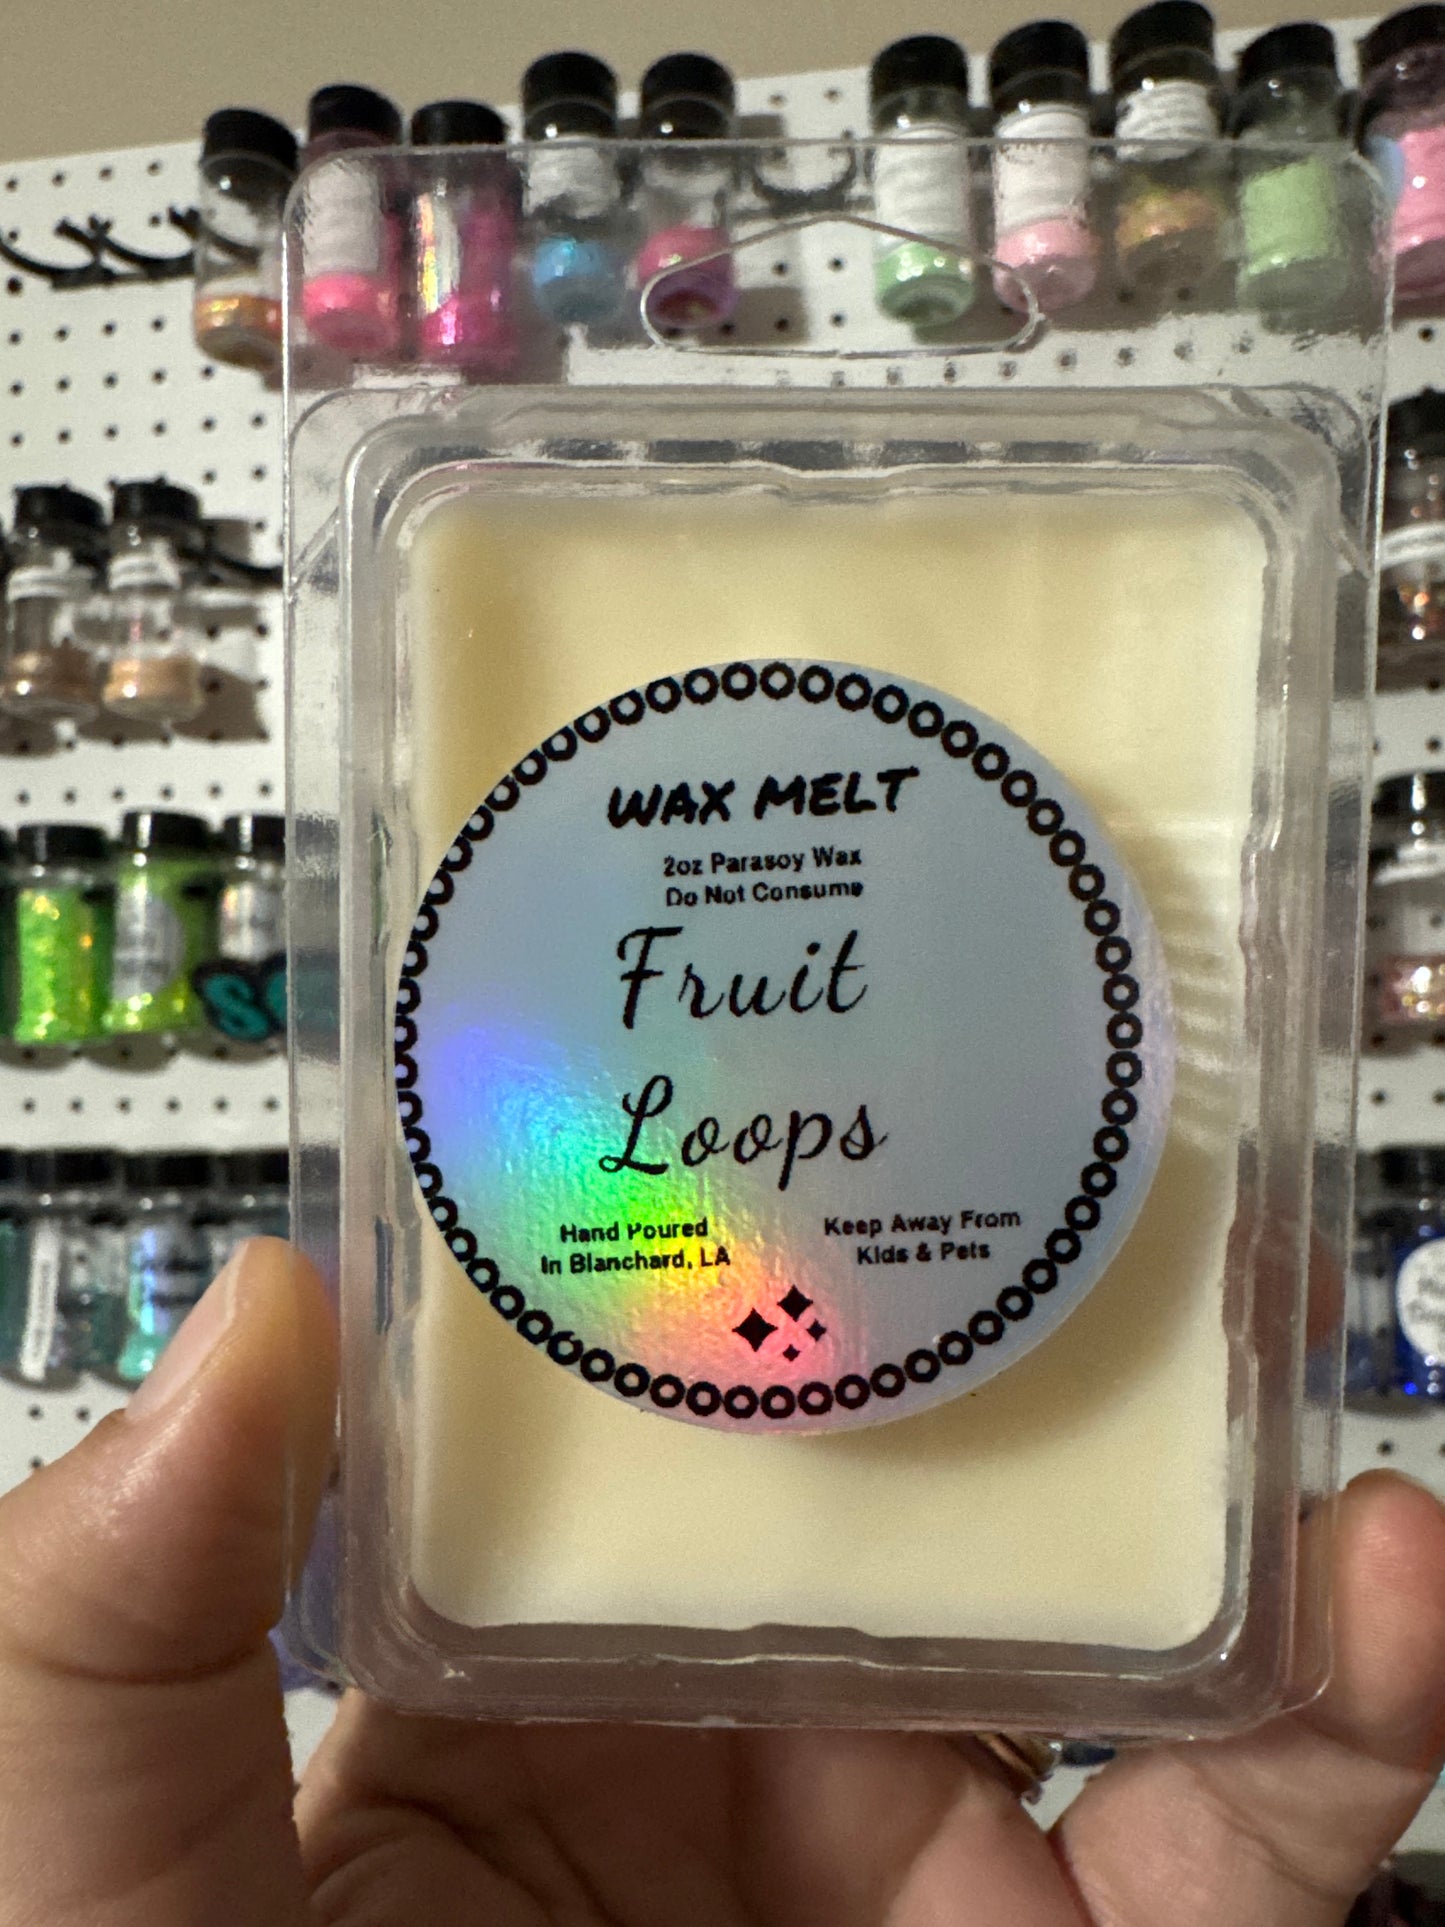 WAX MELT
2oz Parasoy Wax
Do Not Consume
Fruit
Loops
Hand Poured
In Blanchard, LA
Keep Away From
Kids & Pets